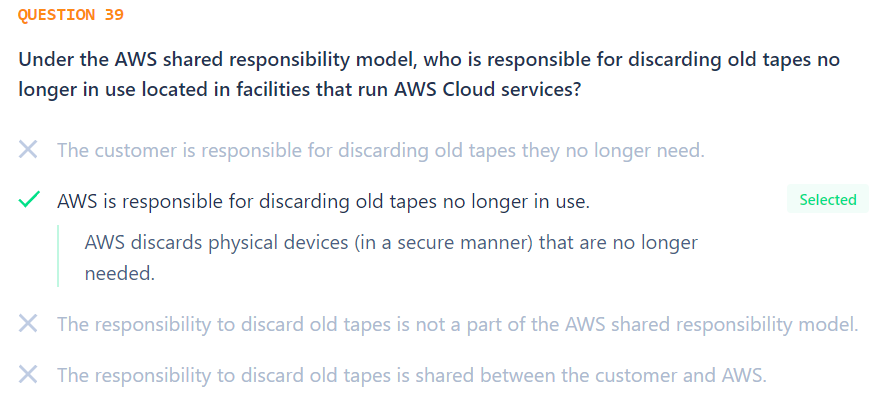 QUESTION 39
Under the AWS shared responsibility model, who is responsible for discarding old tapes no
longer in use located in facilities that run AWS Cloud services?
The customer is responsible for discarding old tapes they no longer need.
AWS is responsible for discarding old tapes no longer in use.
Selected
AWS discards physical devices (in a secure manner) that are no longer
needed.
The responsibility to discard old tapes is not a part of the AWS shared responsibility model.
The responsibility to discard old tapes is shared between the customer and AWS.